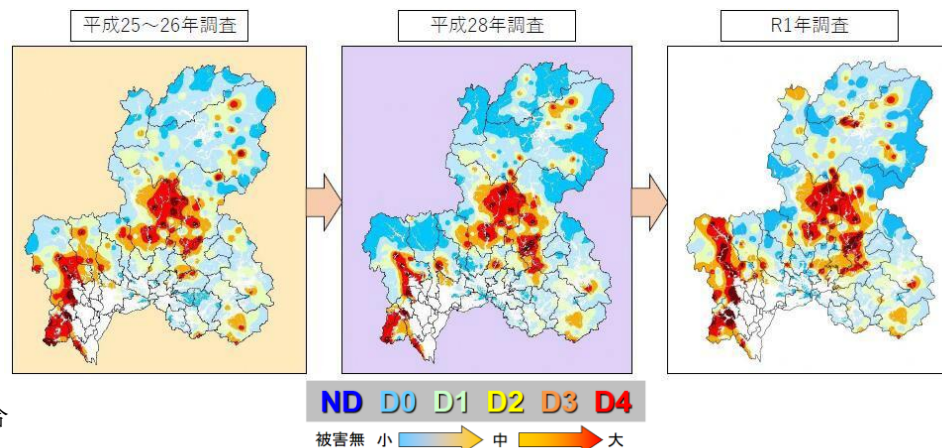 平成25～26年調査
平成28年調査
R1年調査
ND D0 D1 D2 D3 D4
被害無 小 中 大